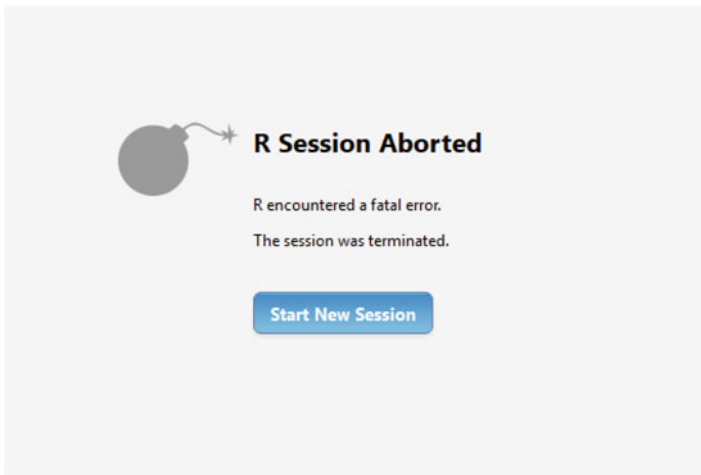 R Session Aborted
R encountered a fatal error.
The session was terminated.
Start New Session